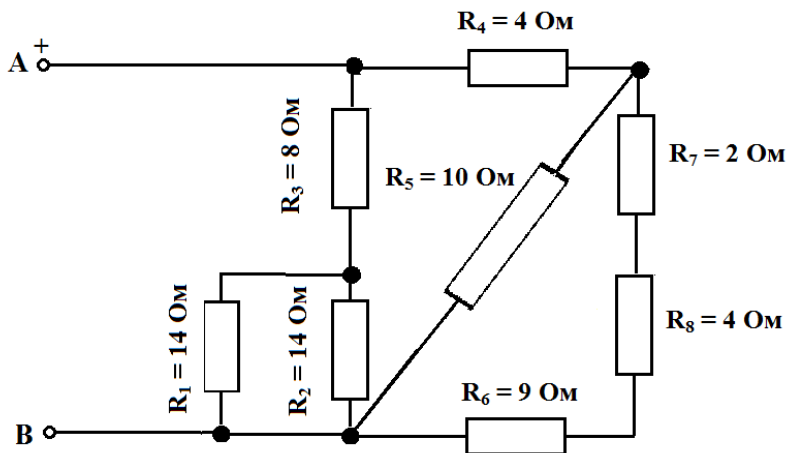 R₄ = 4 Ом
A +
R₃ = 8 Ом
R₅ = 10 Ом
R₇ = 2 Ом
R₁ = 14 Ом
R₂ = 14 Ом
R₈ = 4 Ом
R₆ = 9 Ом
B